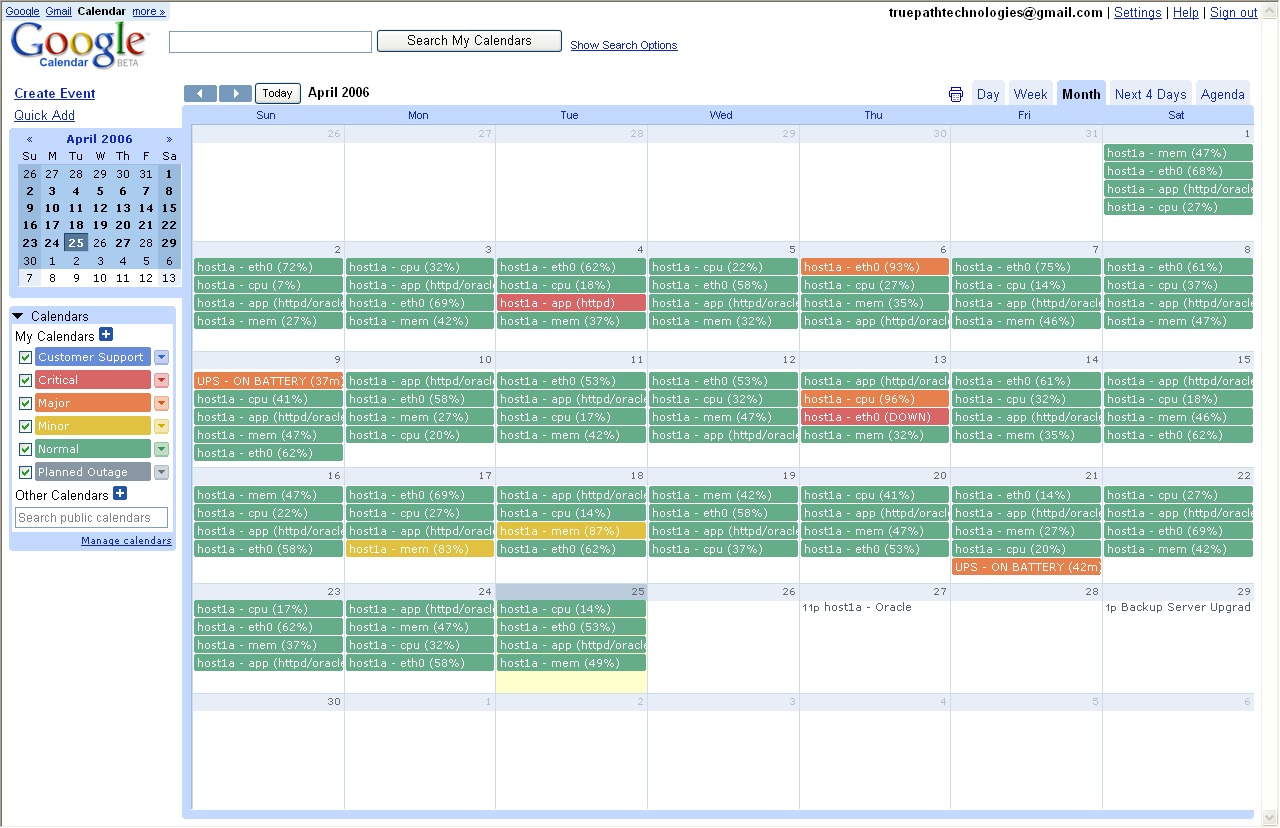 Google Gmail Calendar more »
truepathtechnologies@gmail.com | Settings | Help | Sign out
Google
Calendar BETA
Search My Calendars
Show Search Options
Create Event
Quick Add
Today
April 2006
Day Week Month Next 4 Days Agenda
« April 2006 »
Su M Tu W Th F Sa
26 27 28 29 30 31 1
2 3 4 5 6 7 8
9 10 11 12 13 14 15
16 17 18 19 20 21 22
23 24 25 26 27 28 29
30 1 2 3 4 5 6
7 8 9 10 11 12 13
Calendars
My Calendars
Customer Support
Critical
Major
Minor
Normal
Planned Outage
Other Calendars
Search public calendars
Manage calendars
Sun Mon Tue Wed Thu Fri Sat
26 27 28 29 30 31 1
host1a - mem (47%)
host1a - eth0 (68%)
host1a - app (httpd/oracle
host1a - cpu (27%)
2 3 4 5 6 7 8
host1a - eth0 (72%) host1a - cpu (32%) host1a - eth0 (62%) host1a - cpu (22%) host1a - eth0 (93%) host1a - eth0 (75%) host1a - eth0 (61%)
host1a - cpu (7%) host1a - app (httpd/oracle host1a - cpu (18%) host1a - eth0 (58%) host1a - cpu (27%) host1a - cpu (14%) host1a - cpu (37%)
host1a - app (httpd/oracle host1a - eth0 (69%) host1a - app (httpd) host1a - app (httpd/oracle host1a - mem (35%) host1a - app (httpd/oracle host1a - app (httpd/oracle
host1a - mem (27%) host1a - mem (42%) host1a - mem (37%) host1a - mem (32%) host1a - app (httpd/oracle host1a - mem (46%) host1a - mem (47%)
9 10 11 12 13 14 15
UPS - ON BATTERY (37m) host1a - app (httpd/oracle host1a - eth0 (53%) host1a - eth0 (53%) host1a - app (httpd/oracle host1a - eth0 (61%) host1a - app (httpd/oracle
host1a - cpu (41%) host1a - eth0 (58%) host1a - app (httpd/oracle host1a - cpu (32%) host1a - cpu (96%) host1a - cpu (32%) host1a - cpu (18%)
host1a - app (httpd/oracle host1a - mem (27%) host1a - cpu (17%) host1a - mem (47%) host1a - eth0 (DOWN) host1a - app (httpd/oracle host1a - mem (46%)
host1a - mem (47%) host1a - cpu (20%) host1a - mem (42%) host1a - app (httpd/oracle host1a - mem (32%) host1a - mem (35%) host1a - eth0 (62%)
host1a - eth0 (62%)
16 17 18 19 20 21 22
host1a - mem (47%) host1a - eth0 (69%) host1a - app (httpd/oracle host1a - mem (42%) host1a - cpu (41%) host1a - eth0 (14%) host1a - cpu (27%)
host1a - cpu (22%) host1a - cpu (27%) host1a - cpu (14%) host1a - eth0 (58%) host1a - app (httpd/oracle host1a - app (httpd/oracle host1a - app (httpd/oracle
host1a - app (httpd/oracle host1a - app (httpd/oracle host1a - mem (87%) host1a - app (httpd/oracle host1a - mem (47%) host1a - mem (27%) host1a - eth0 (69%)
host1a - eth0 (58%) host1a - mem (83%) host1a - eth0 (62%) host1a - cpu (37%) host1a - eth0 (53%) host1a - cpu (20%) host1a - mem (42%)
UPS - ON BATTERY (42m)
23 24 25 26 27 28 29
host1a - cpu (17%) host1a - app (httpd/oracle host1a - cpu (14%) 11p host1a - Oracle 1p Backup Server Upgrad
host1a - eth0 (62%) host1a - mem (47%) host1a - eth0 (53%)
host1a - mem (37%) host1a - cpu (32%) host1a - app (httpd/oracle
host1a - app (httpd/oracle host1a - eth0 (58%) host1a - mem (49%)
30 1 2 3 4 5 6